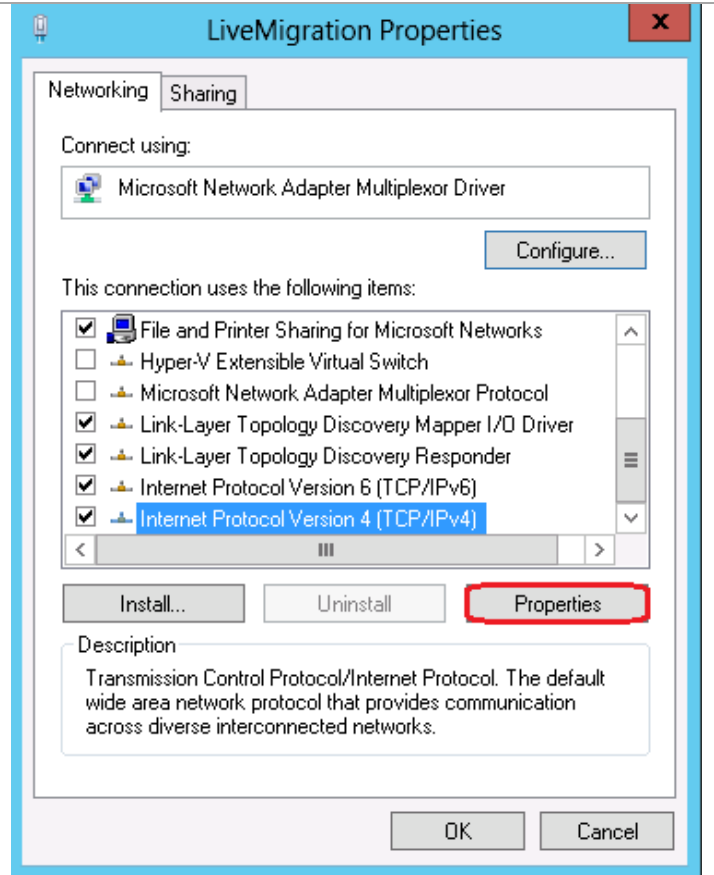 LiveMigration Properties
x
Networking
Sharing
Connect using:
Microsoft Network Adapter Multiplexor Driver
Configure...
This connection uses the following items:
File and Printer Sharing for Microsoft Networks
Hyper-V Extensible Virtual Switch
Microsoft Network Adapter Multiplexor Protocol
Link-Layer Topology Discovery Mapper I/O Driver
Link-Layer Topology Discovery Responder
Internet Protocol Version 6 (TCP/IPv6)
Internet Protocol Version 4 (TCP/IPv4)
Install...
Uninstall
Properties
Description
Transmission Control Protocol/Internet Protocol. The default
wide area network protocol that provides communication
across diverse interconnected networks.
OK
Cancel